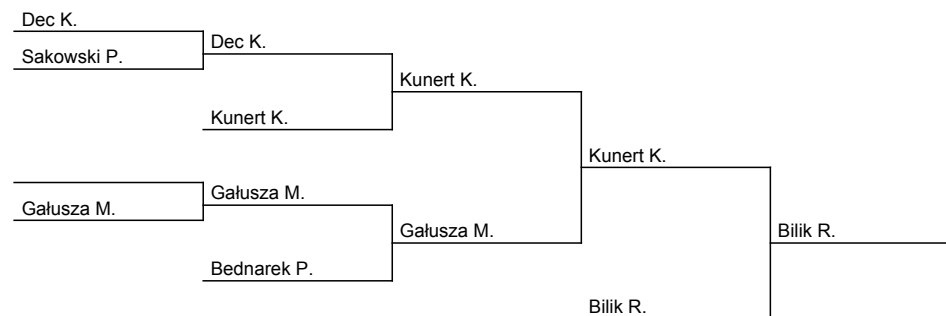 Dec K.
Sakowski P.
Dec K.
Kunert K.
Kunert K.
Kunert K.
Gałusza M.
Gałusza M.
Gałusza M.
Bilik R.
Bednarek P.
Bilik R.